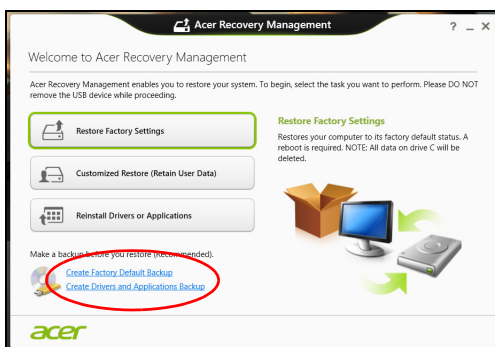 Acer Recovery Management
? _ X
Welcome to Acer Recovery Management
Acer Recovery Management enables you to restore your system. To begin, select the task you want to perform. Please DO NOT
remove the USB device while proceeding.
Restore Factory Settings
Customized Restore (Retain User Data)
Reinstall Drivers or Applications
Restore Factory Settings
Restores your computer to its factory default status. A
reboot is required. NOTE: All data on drive C will be
deleted.
Make a backup before you restore (Recommended).
Create Factory Default Backup
Create Drivers and Applications Backup
acer